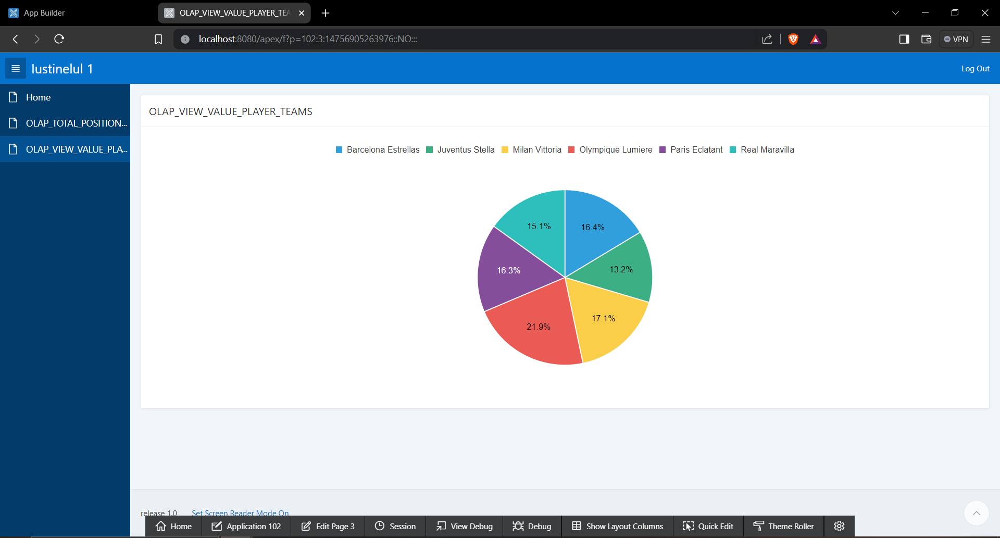 App Builder
OLAP_VIEW_VALUE_PLAYER_TEA
localhost:8080/apex/f?p=102:3:14756905263976::NO:::
VPN
Iustinelul 1
Log Out
Home
OLAP_TOTAL_POSITION...
OLAP_VIEW_VALUE_PLA...
OLAP_VIEW_VALUE_PLAYER_TEAMS
Barcelona Estrellas Juventus Stella Milan Vittoria Olympique Lumiere Paris Eclatant Real Maravilla
15.1% 16.4%
16.3% 13.2%
21.9% 17.1%
release 1.0 Set Screen Reader Mode On
Home Application 102 Edit Page 3 Session View Debug Debug Show Layout Columns Quick Edit Theme Roller